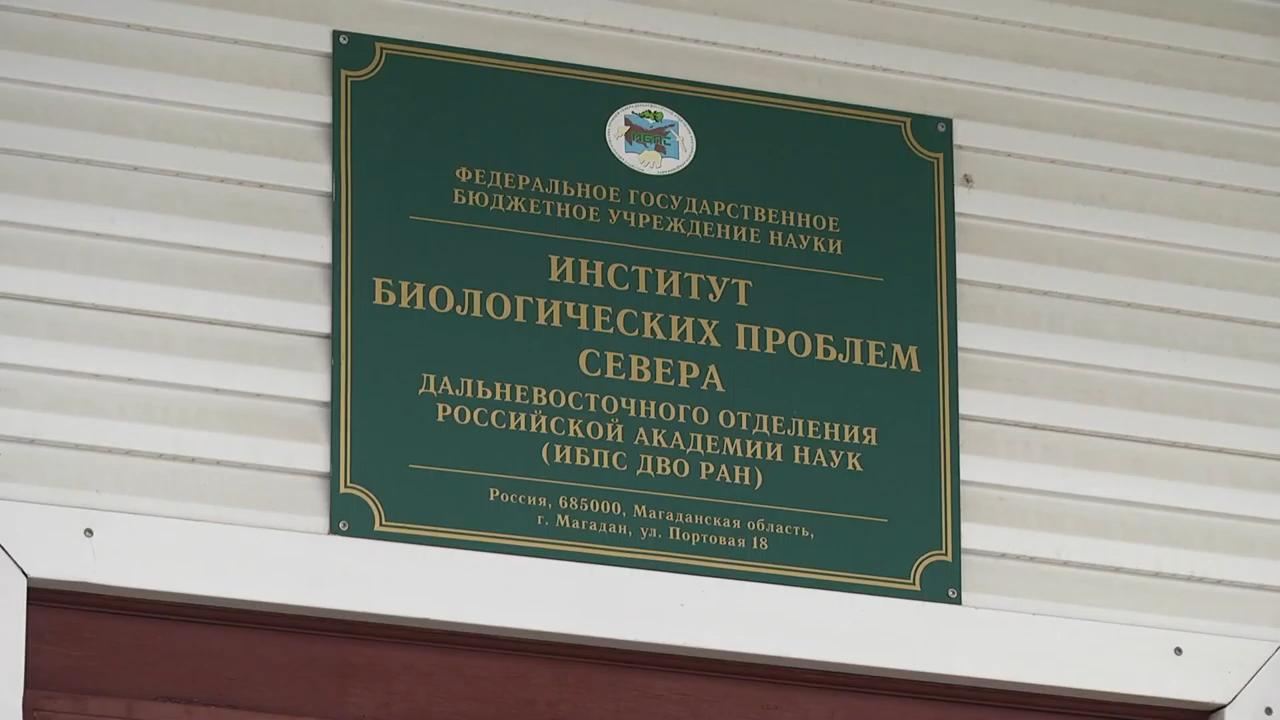 ИБПС
ФЕДЕРАЛЬНОЕ ГОСУДАРСТВЕННОЕ
БЮДЖЕТНОЕ УЧРЕЖДЕНИЕ НАУКИ
ИНСТИТУТ
БИОЛОГИЧЕСКИХ ПРОБЛЕМ
СЕВЕРА
ДАЛЬНЕВОСТОЧНОГО ОТДЕЛЕНИЯ
РОССИЙСКОЙ АКАДЕМИИ НАУК
(ИБПС ДВО РАН)
Россия, 685000, Магаданская область,
г. Магадан, ул. Портовая 18